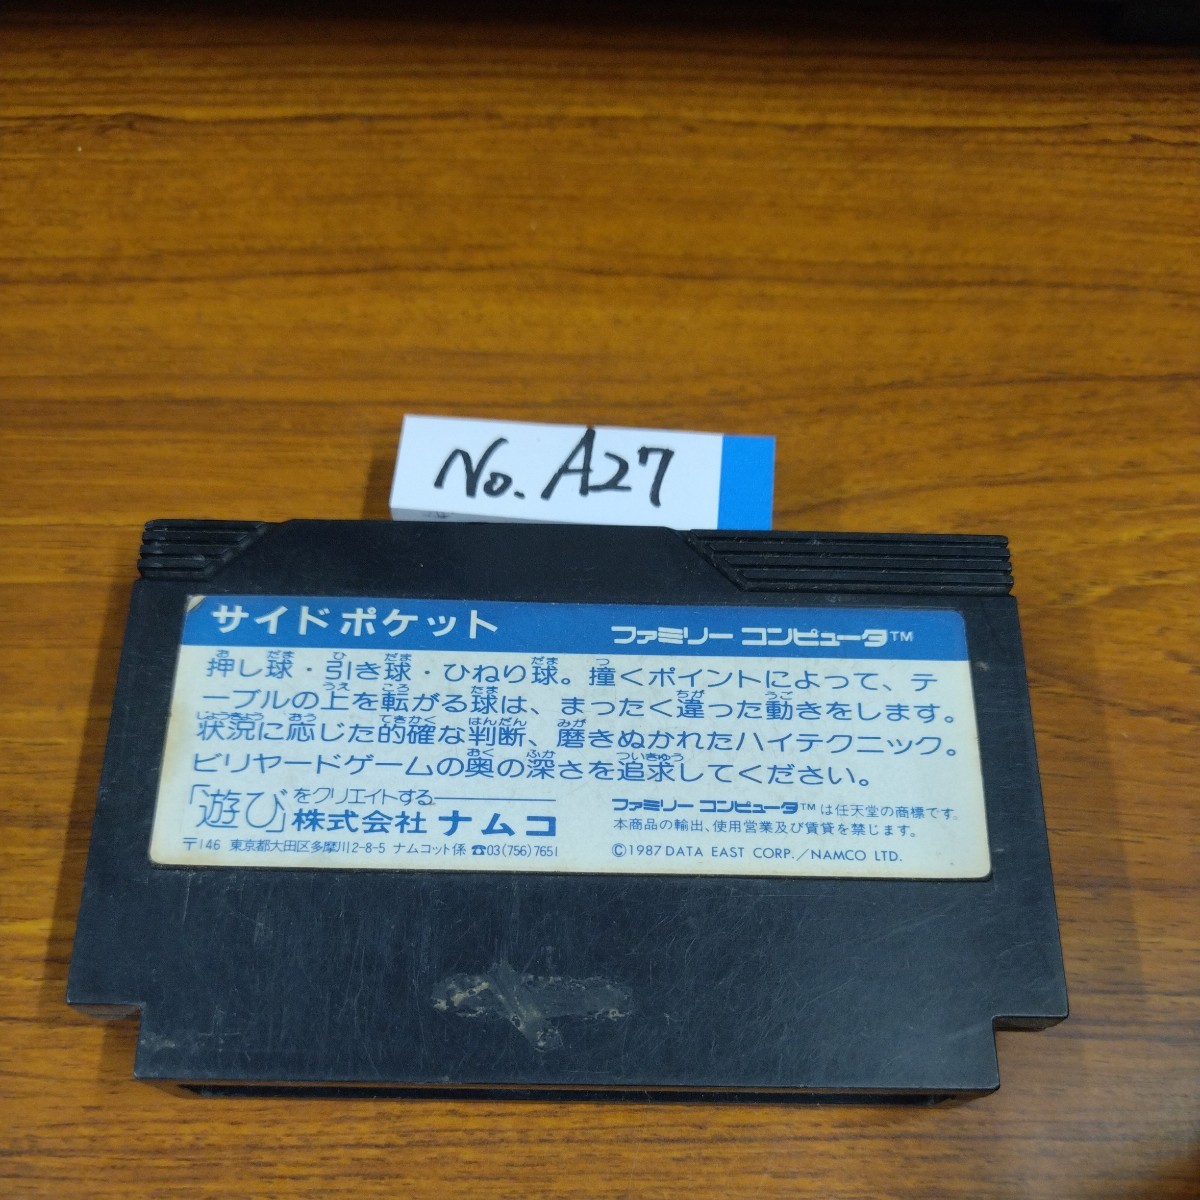 No. A27
サイドポケット
ファミリー コンピュータ™
押し球・引き球・ひねり球。撞くポイントによって、テ
ーブルの上を転がる球は、まったく違った動きをします。
状況に応じた的確な判断、磨きぬかれたハイテクニック。
ビリヤードゲームの奥の深さを追求してください。
「遊び」をクリエイトする
株式会社 ナムコ
〒146 東京都大田区多摩川2-8-5 ナムコット係 ☎03(756)7651
ファミリー コンピュータ™は任天堂の商標です。
本商品の輸出、使用営業及び賃貸を禁じます。
©1987 DATA EAST CORP./NAMCO LTD.